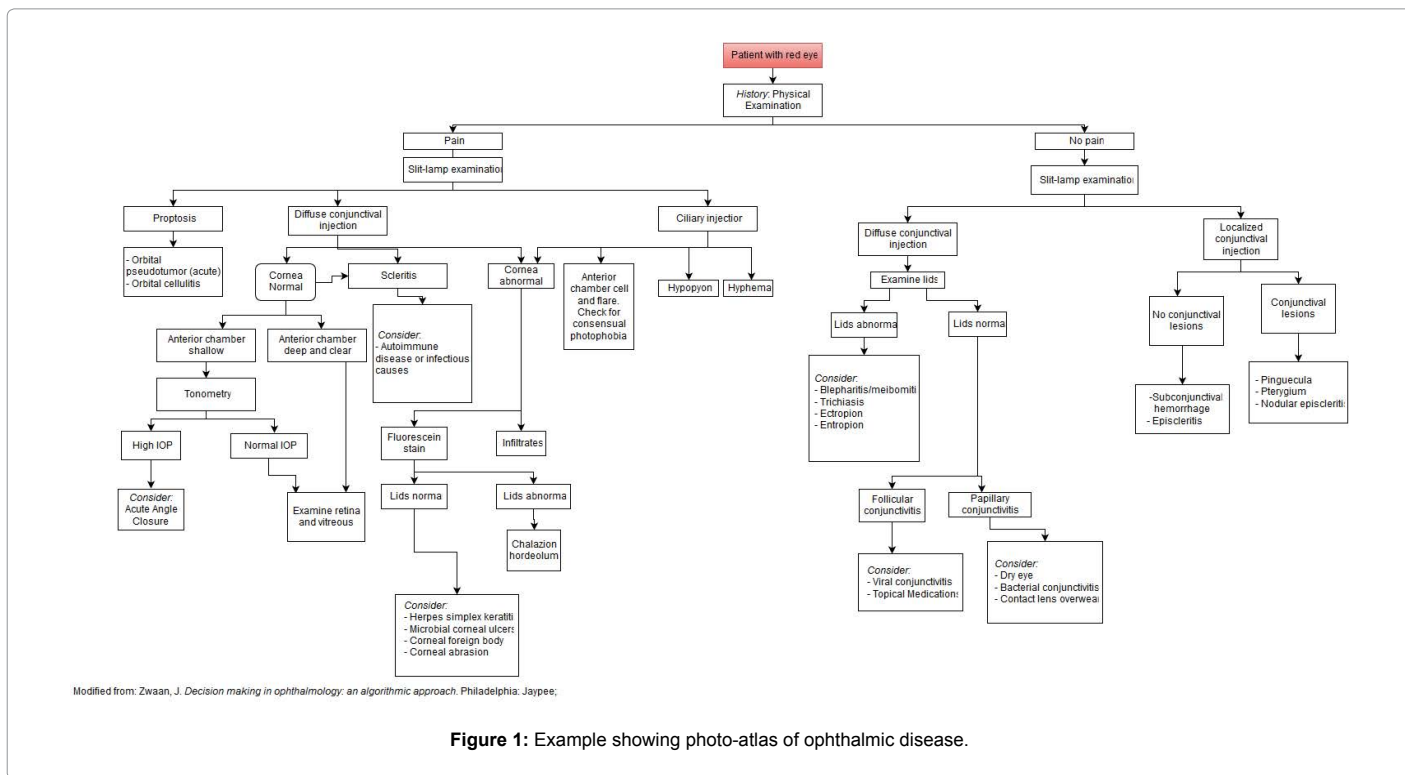 Patient with red eye
History: Physical
Examination
Pain
No pain
Slit-lamp examination
Slit-lamp examination
Proptosis
Diffuse conjunctival
injection
Ciliary injection
Diffuse conjunctival
injection
Localized
conjunctival
injection
- Orbital
pseudotumor (acute)
- Orbital cellulitis
Cornea
Normal
Scleritis
Cornea
abnormal
Anterior
chamber cell
and flare.
Check for
consensual
photophobia
Hypopyon
Hyphema
Examine lids
No conjunctival
lesions
Conjunctival
lesions
Anterior chamber
shallow
Anterior chamber
deep and clear
Consider:
- Autoimmune
disease or infectious
causes
Lids abnorma
Lids norma
Tonometry
Consider:
- Blepharitis/meibomiti
- Trichiasis
- Ectropion
- Entropion
-Subconjunctival
hemorrhage
- Episcleritis
- Pinguecula
- Pterygium
- Nodular episcleritis
High IOP
Normal IOP
Fluorescein
stain
Infiltrates
Consider:
Acute Angle
Closure
Examine retina
and vitreous
Lids norma
Lids abnorma
Follicular
conjunctivitis
Papillary
conjunctivitis
Chalazion
hordeolum
Consider:
- Viral conjunctivitis
- Topical Medications
Consider:
- Dry eye
- Bacterial conjunctivitis
- Contact lens overwear
Consider:
- Herpes simplex keratiti
- Microbial corneal ulcers
- Corneal foreign body
- Corneal abrasion
Modified from: Zwaan, J. Decision making in ophthalmology: an algorithmic approach. Philadelphia: Jaypee;
Figure 1: Example showing photo-atlas of ophthalmic disease.